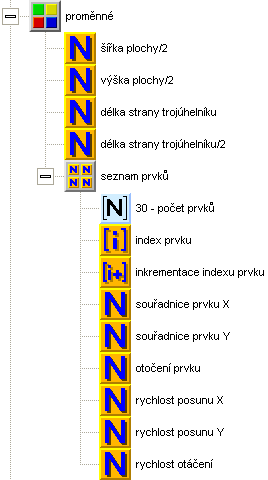 proměnné
N šířka plochy/2
N výška plochy/2
N délka strany trojúhelníku
N délka strany trojúhelníku/2
N N N N seznam prvků
[N] 30 - počet prvků
[i] index prvku
[i+] inkrementace indexu prvku
N souřadnice prvku X
N souřadnice prvku Y
N otočení prvku
N rychlost posunu X
N rychlost posunu Y
N rychlost otáčení